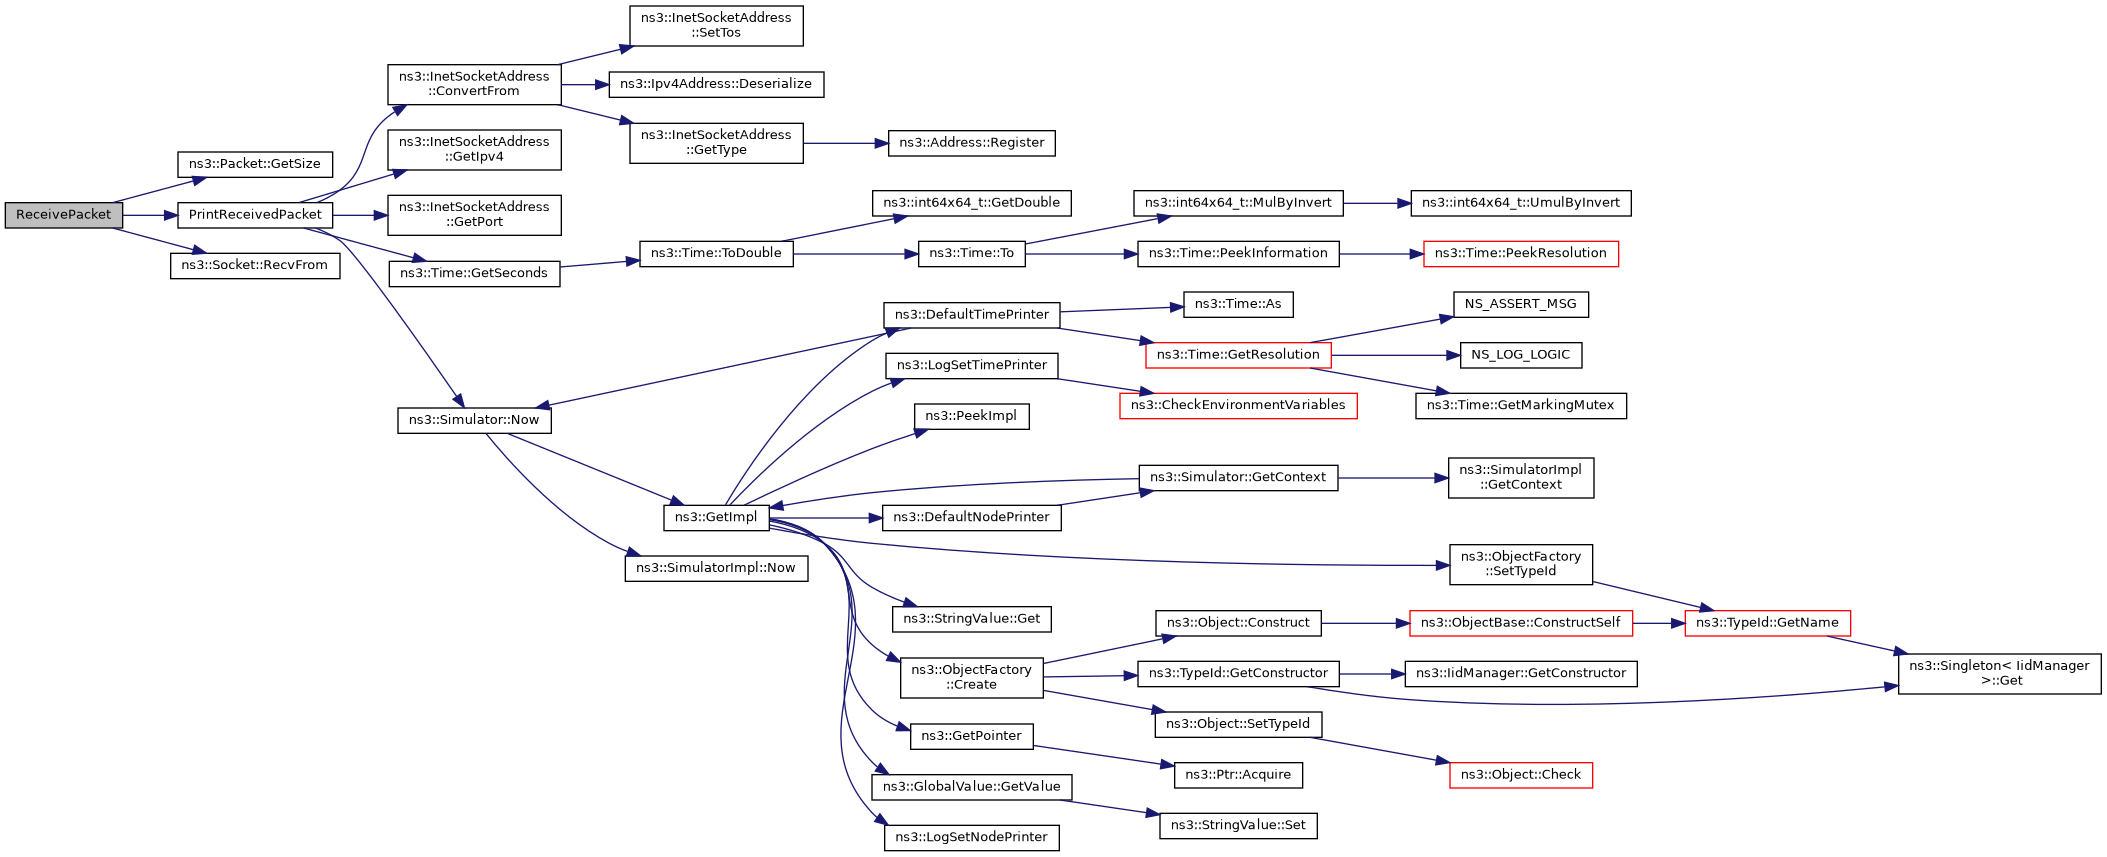 ReceivePacket
ns3::Packet::GetSize
PrintReceivedPacket
ns3::Socket::RecvFrom
ns3::InetSocketAddress
::ConvertFrom
ns3::InetSocketAddress
::GetIpv4
ns3::InetSocketAddress
::GetPort
ns3::Time::GetSeconds
ns3::Simulator::Now
ns3::InetSocketAddress
::SetTos
ns3::Ipv4Address::Deserialize
ns3::InetSocketAddress
::GetType
ns3::Address::Register
ns3::Time::ToDouble
ns3::int64x64_t::GetDouble
ns3::Time::To
ns3::int64x64_t::MulByInvert
ns3::int64x64_t::UmulByInvert
ns3::Time::PeekInformation
ns3::Time::PeekResolution
ns3::GetImpl
ns3::SimulatorImpl::Now
ns3::DefaultTimePrinter
ns3::Time::As
ns3::Time::GetResolution
NS_ASSERT_MSG
NS_LOG_LOGIC
ns3::Time::GetMarkingMutex
ns3::LogSetTimePrinter
ns3::CheckEnvironmentVariables
ns3::PeekImpl
ns3::DefaultNodePrinter
ns3::Simulator::GetContext
ns3::SimulatorImpl
::GetContext
ns3::ObjectFactory
::SetTypeId
ns3::StringValue::Get
ns3::ObjectFactory
::Create
ns3::Object::Construct
ns3::ObjectBase::ConstructSelf
ns3::TypeId::GetName
ns3::TypeId::GetConstructor
ns3::IidManager::GetConstructor
ns3::Singleton< IidManager
>::Get
ns3::Object::SetTypeId
ns3::Object::Check
ns3::GetPointer
ns3::Ptr::Acquire
ns3::GlobalValue::GetValue
ns3::StringValue::Set
ns3::LogSetNodePrinter